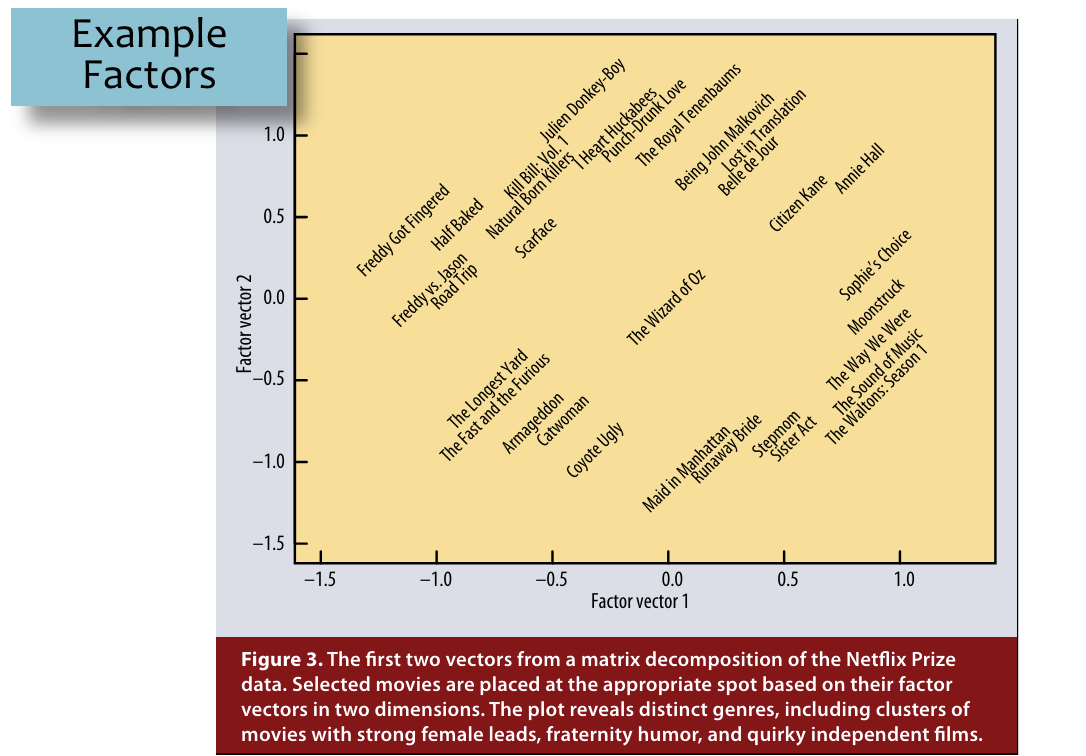 Example
Factors
1.0
0.5
0.0
−0.5
−1.0
−1.5
Factor vector 2
Julien Donkey-Boy
Kill Bill: Vol. 1
Natural Born Killers
I Heart Huckabees
Punch-Drunk Love
The Royal Tenenbaums
Being John Malkovich
Lost in Translation
Belle de Jour
Annie Hall
Citizen Kane
Freddy Got Fingered
Half Baked
Scarface
Freddy vs. Jason
Road Trip
Sophie's Choice
Moonstruck
The Wizard of Oz
The Way We Were
The Sound of Music
The Waltons: Season 1
The Longest Yard
The Fast and the Furious
Armageddon
Catwoman
Coyote Ugly
Maid in Manhattan
Runaway Bride
Stepmom
Sister Act
−1.5
−1.0
−0.5
0.0
0.5
1.0
Factor vector 1
Figure 3. The first two vectors from a matrix decomposition of the Netflix Prize
data. Selected movies are placed at the appropriate spot based on their factor
vectors in two dimensions. The plot reveals distinct genres, including clusters of
movies with strong female leads, fraternity humor, and quirky independent films.